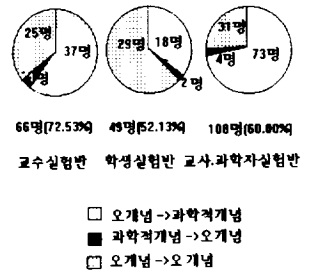 25명 37명 29명 18명 31명 73명
2명 4명
66명(72.53%) 49명(52.13%) 108명(60.00%)
교수실험반 학생실험반 교사.과학자실험반
오개념->과학적개념
과학적개념->오개념
오개념->오개념